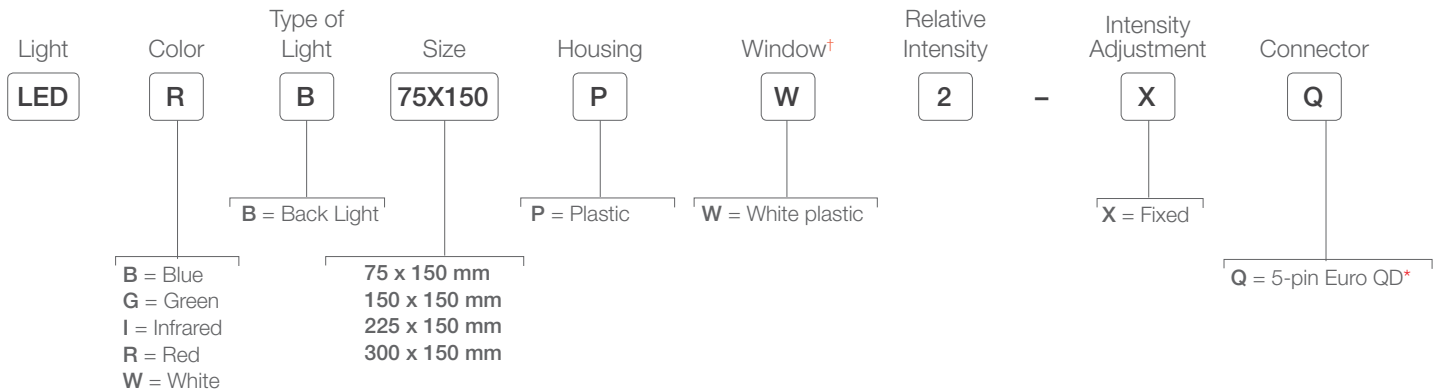 Type of
Relative
Intensity
Light
Color
Light
Size
Housing
Window†
Intensity
Adjustment
Connector
LED
R
B
75X150
P
W
2
–
X
Q
B = Back Light
P = Plastic
W = White plastic
X = Fixed
B = Blue
G = Green
I = Infrared
R = Red
W = White
75 x 150 mm
150 x 150 mm
225 x 150 mm
300 x 150 mm
Q = 5-pin Euro QD*